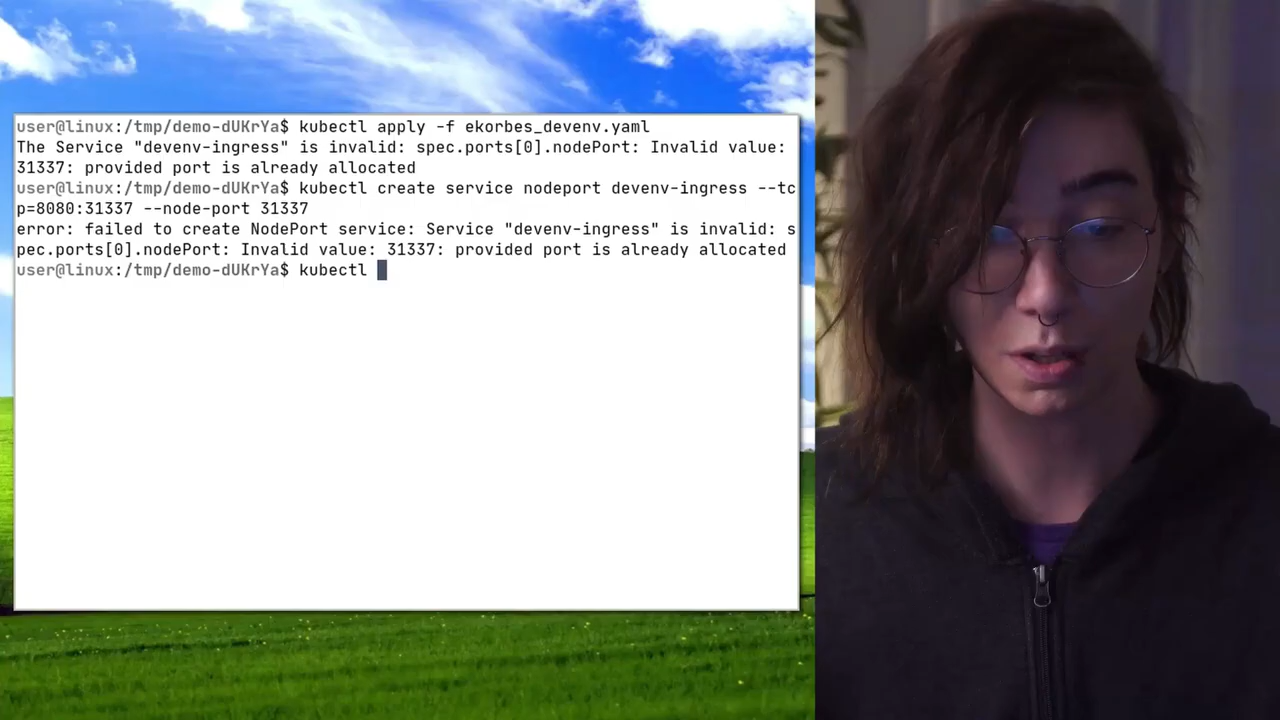 user@linux:/tmp/demo-dUKrYa$ kubectl apply -f ekorbes_devenv.yaml
The Service "devenv-ingress" is invalid: spec.ports[0].nodePort: Invalid value:
31337: provided port is already allocated
user@linux:/tmp/demo-dUKrYa$ kubectl create service nodeport devenv-ingress --tc
p=8080:31337 --node-port 31337
error: failed to create NodePort service: Service "devenv-ingress" is invalid: s
pec.ports[0].nodePort: Invalid value: 31337: provided port is already allocated
user@linux:/tmp/demo-dUKrYa$ kubectl